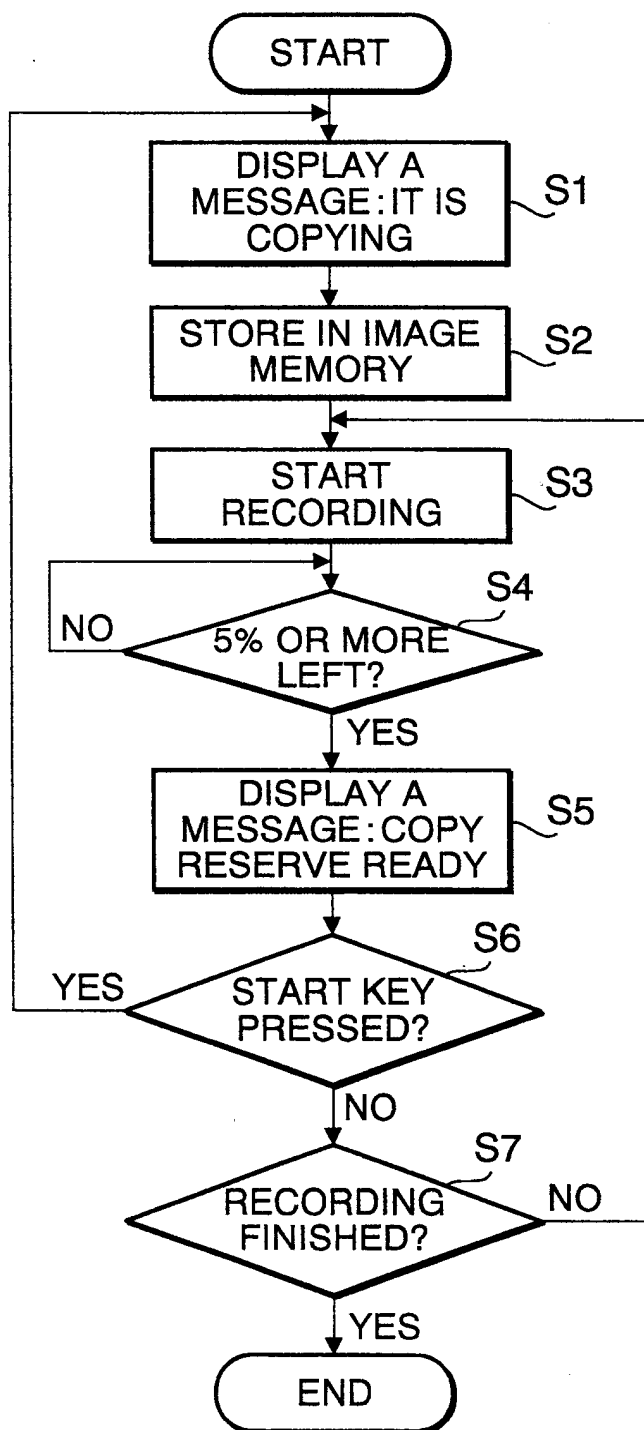 START
DISPLAY A
MESSAGE:IT IS
COPYING
S1
STORE IN IMAGE
MEMORY
S2
START
RECORDING
S3
S4
NO
5% OR MORE
LEFT?
YES
DISPLAY A
MESSAGE:COPY
RESERVE READY
S5
S6
YES
START KEY
PRESSED?
NO
S7
RECORDING
FINISHED?
NO
YES
END